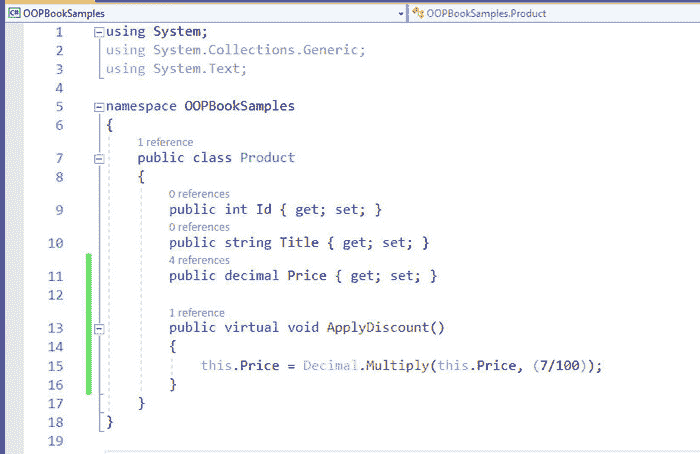 OOPBookSamples OOPBookSamples.Product
1 using System;
2 using System.Collections.Generic;
3 using System.Text;
4
5 namespace OOPBookSamples
6 {
1 reference
7 public class Product
8 {
0 references
9 public int Id { get; set; }
0 references
10 public string Title { get; set; }
4 references
11 public decimal Price { get; set; }
12
1 reference
13 public virtual void ApplyDiscount()
14 {
15 this.Price = Decimal.Multiply(this.Price, (7/100));
16 }
17 }
18 }
19